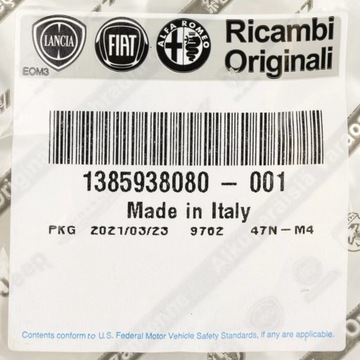 LANCIA FIAT ALFA ROMEO Ricambi
Originali
EOM3
1385938080 - 001
Made in Italy
PKG 2021/03/23 9702 47N-M4
Contents conform to U.S. Federal Motor Vehicle Safety Standards, if any are applicable